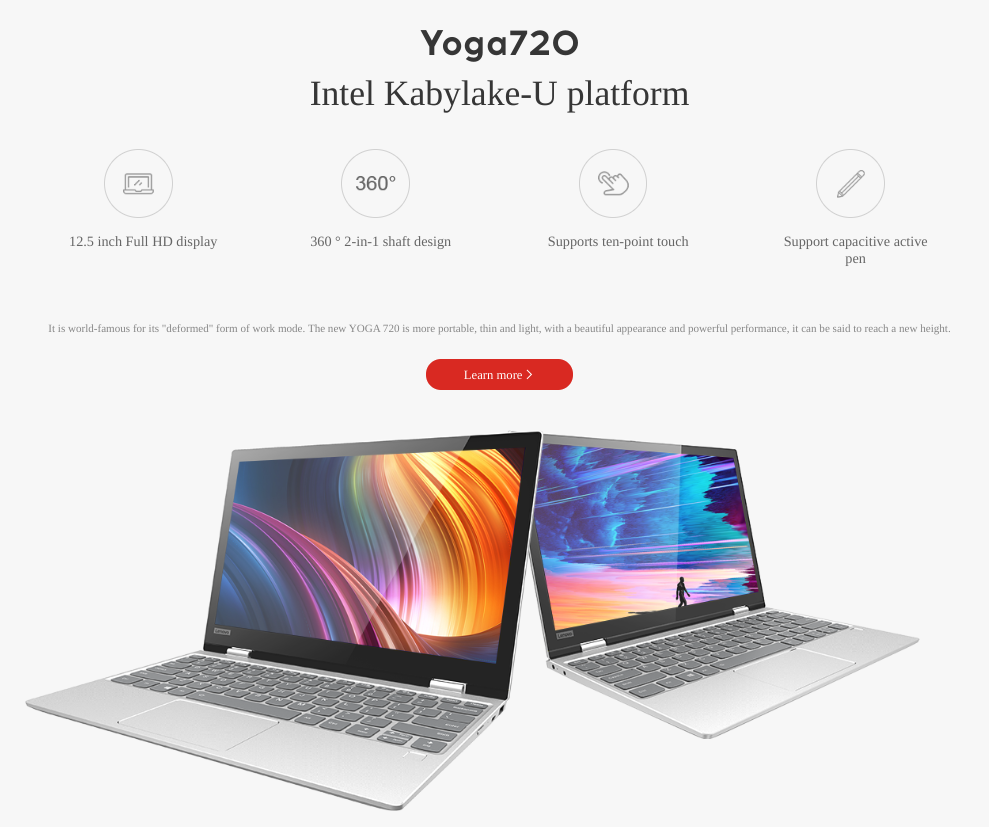 Yoga720
Intel Kabylake-U platform
360°
12.5 inch Full HD display
360 ° 2-in-1 shaft design
Supports ten-point touch
Support capacitive active
pen
It is world-famous for its "deformed" form of work mode. The new YOGA 720 is more portable, thin and light, with a beautiful appearance and powerful performance, it can be said to reach a new height.
Learn more >
Lenovo
Lenovo